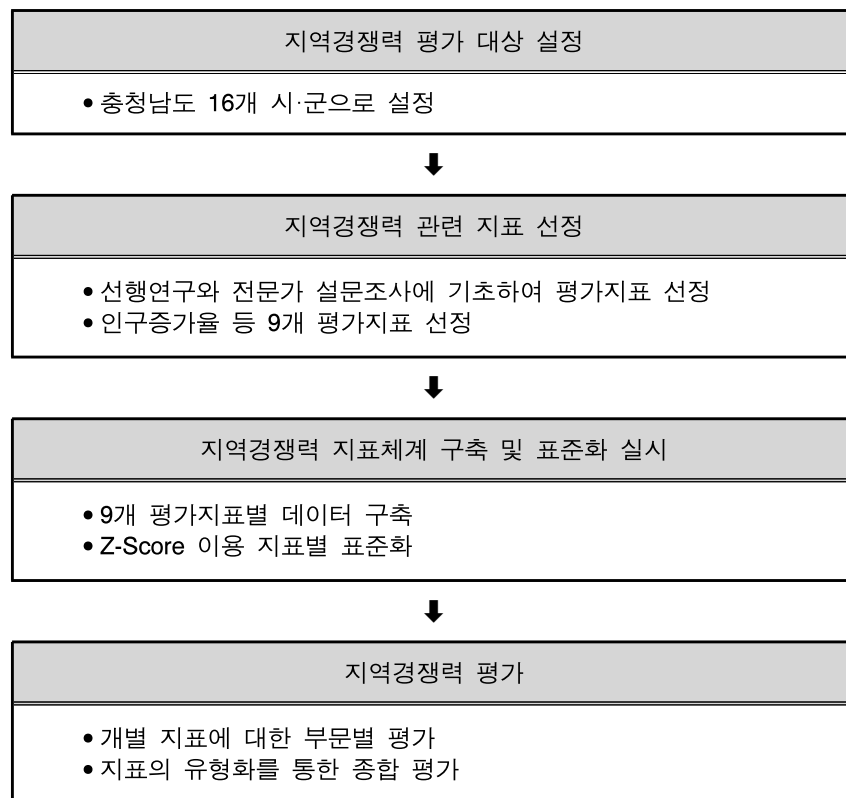 지역경쟁력 평가 대상 설정
• 충청남도 16개 시·군으로 설정
지역경쟁력 관련 지표 선정
• 선행연구와 전문가 설문조사에 기초하여 평가지표 선정
• 인구증가율 등 9개 평가지표 선정
지역경쟁력 지표체계 구축 및 표준화 실시
• 9개 평가지표별 데이터 구축
• Z-Score 이용 지표별 표준화
지역경쟁력 평가
• 개별 지표에 대한 부문별 평가
• 지표의 유형화를 통한 종합 평가